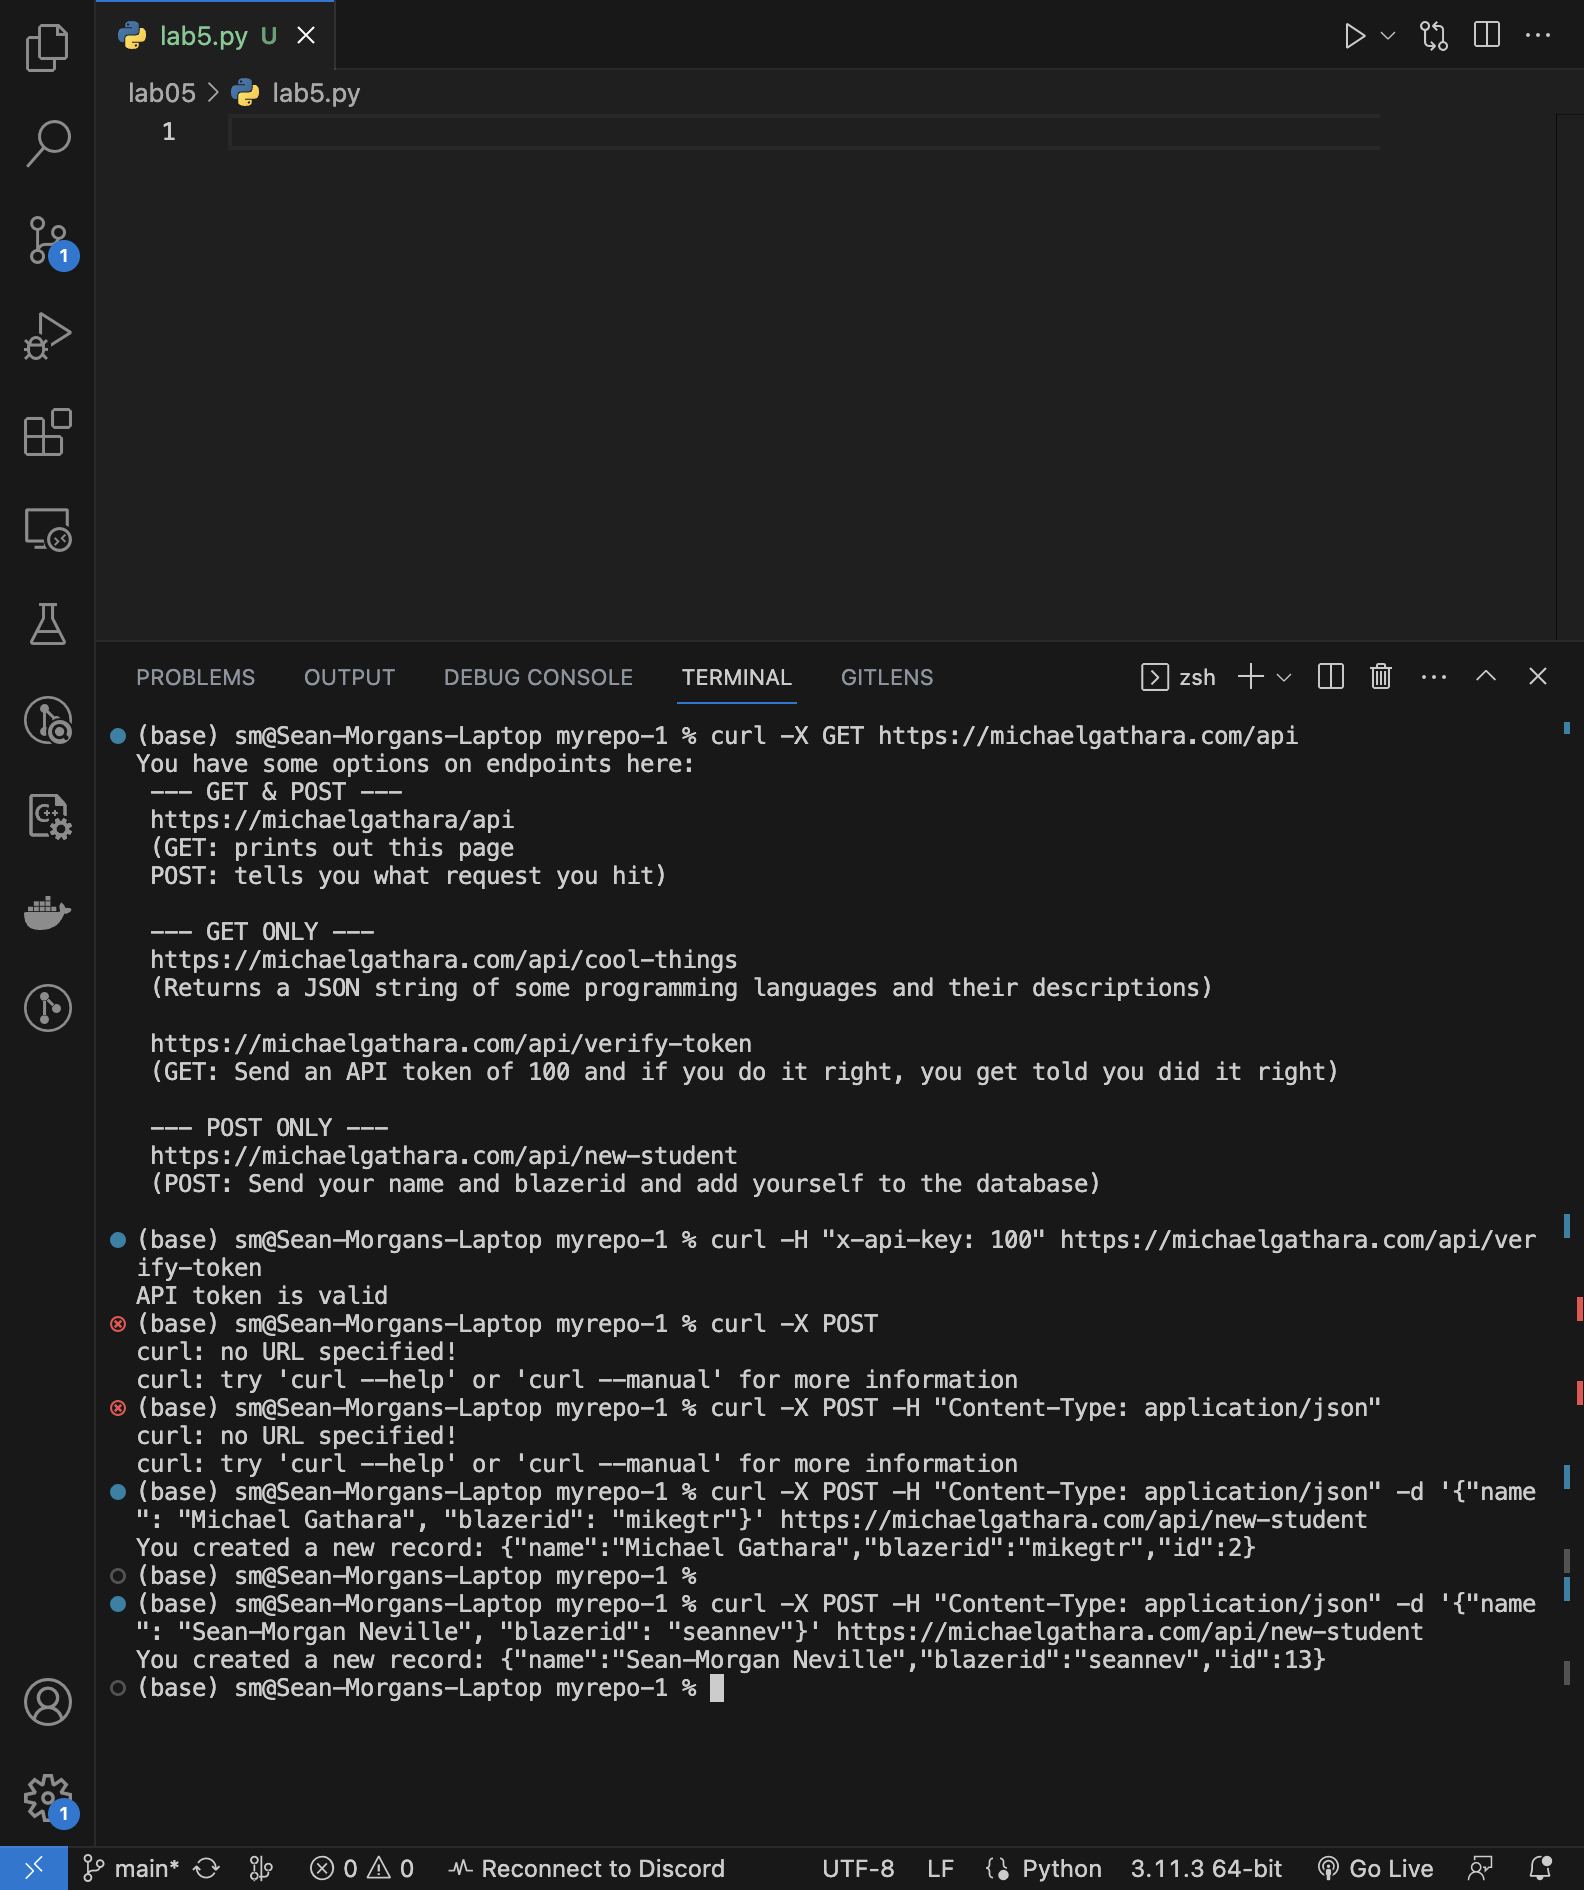 lab5.py U
lab05 > lab5.py
1
1
PROBLEMS OUTPUT DEBUG CONSOLE TERMINAL GITLENS zsh
(base) sm@Sean-Morgans-Laptop myrepo-1 % curl -X GET https://michaelgathara.com/api
You have some options on endpoints here:
--- GET & POST ---
https://michaelgathara/api
(GET: prints out this page
POST: tells you what request you hit)
--- GET ONLY ---
https://michaelgathara.com/api/cool-things
(Returns a JSON string of some programming languages and their descriptions)
https://michaelgathara.com/api/verify-token
(GET: Send an API token of 100 and if you do it right, you get told you did it right)
--- POST ONLY ---
https://michaelgathara.com/api/new-student
(POST: Send your name and blazerid and add yourself to the database)
(base) sm@Sean-Morgans-Laptop myrepo-1 % curl -H "x-api-key: 100" https://michaelgathara.com/api/ver
ify-token
API token is valid
(base) sm@Sean-Morgans-Laptop myrepo-1 % curl -X POST
curl: no URL specified!
curl: try 'curl --help' or 'curl --manual' for more information
(base) sm@Sean-Morgans-Laptop myrepo-1 % curl -X POST -H "Content-Type: application/json"
curl: no URL specified!
curl: try 'curl --help' or 'curl --manual' for more information
(base) sm@Sean-Morgans-Laptop myrepo-1 % curl -X POST -H "Content-Type: application/json" -d '{"name
": "Michael Gathara", "blazerid": "mikegtr"}' https://michaelgathara.com/api/new-student
You created a new record: {"name":"Michael Gathara","blazerid":"mikegtr","id":2}
(base) sm@Sean-Morgans-Laptop myrepo-1 %
(base) sm@Sean-Morgans-Laptop myrepo-1 % curl -X POST -H "Content-Type: application/json" -d '{"name
": "Sean-Morgan Neville", "blazerid": "seannev"}' https://michaelgathara.com/api/new-student
You created a new record: {"name":"Sean-Morgan Neville","blazerid":"seannev","id":13}
(base) sm@Sean-Morgans-Laptop myrepo-1 %
1
main* 0 0 Reconnect to Discord UTF-8 LF Python 3.11.3 64-bit Go Live